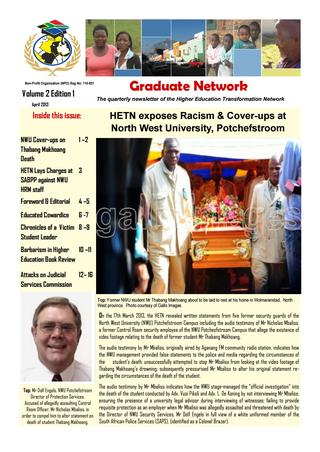 Non-Profit Organization (NPO) Reg No: 116-851
Volume 2 Edition 1
April 2013
Graduate Network
The quarterly newsletter of the Higher Education Transformation Network
Inside this issue:
NWU Cover-ups on Thabang Makhoang Death 1 –2
HETN Lays Charges at SABPP against NWU HRM staff 3
Foreword & Editorial 4 –5
Educated Cowardice 6 -7
Chronicles of a Victim Student Leader 8 –9
Barbarism in Higher Education Book Review 10 –11
Attacks on Judicial Services Commission 12– 16
HETN exposes Racism & Cover-ups at
North West University, Potchefstroom
Top: Former NWU student Mr Thabang Makhoang about to be laid to rest at his home in Wolmaranstad, North
West province. Photo courtesy of Gallo Images
On the 17th March 2013, the HETN revealed written statements from five former security guards of the
North West University (NWU) Potchefstroom Campus including the audio testimony of Mr Nicholas Mbalico,
a former Control Room security employee of the NWU Potchefstroom Campus that allege the existence of
video footage relating to the death of former student Mr Thabang Makhoang.
The audio testimony by Mr Mbalico, originally aired by Aganang FM community radio station, indicates how
the NWU management provided false statements to the police and media regarding the circumstances of
the student's death; unsuccessfully attempted to stop Mr Mbalico from looking at the video footage of
Makhoang's drowning; subsequently pressurised Mr Mbalico to alter his original statement re-
garding the circumstances of the death of the student.
The audio testimony by Mr Mbalico indicates how the NWU stage-managed the "official investigation" into
the death of the student conducted by Adv. Yusi Pikoli and Adv. L. De Koning by not interviewing Mr Mbalico;
ensuring the presence of a university legal advisor during interviewing of witnesses; failing to provide
requisite protection as an employer when Mr Mbalico was allegedly assaulted and threatened with death by
the Director of NWU Security Services, Mr Dolf Engels in full view of a white uniformed member of the
South African Police Services (SAPS), (identified as a Colonel Brazer).
Top: Mr Dolf Engels, NWU Potchefstroom
Director of Protection Services.
Accused of allegedly assaulting Control
Room Officer, Mr Nicholas Mbalico, in
order to compel him to alter statement on
death of student Thabang Makhoang.